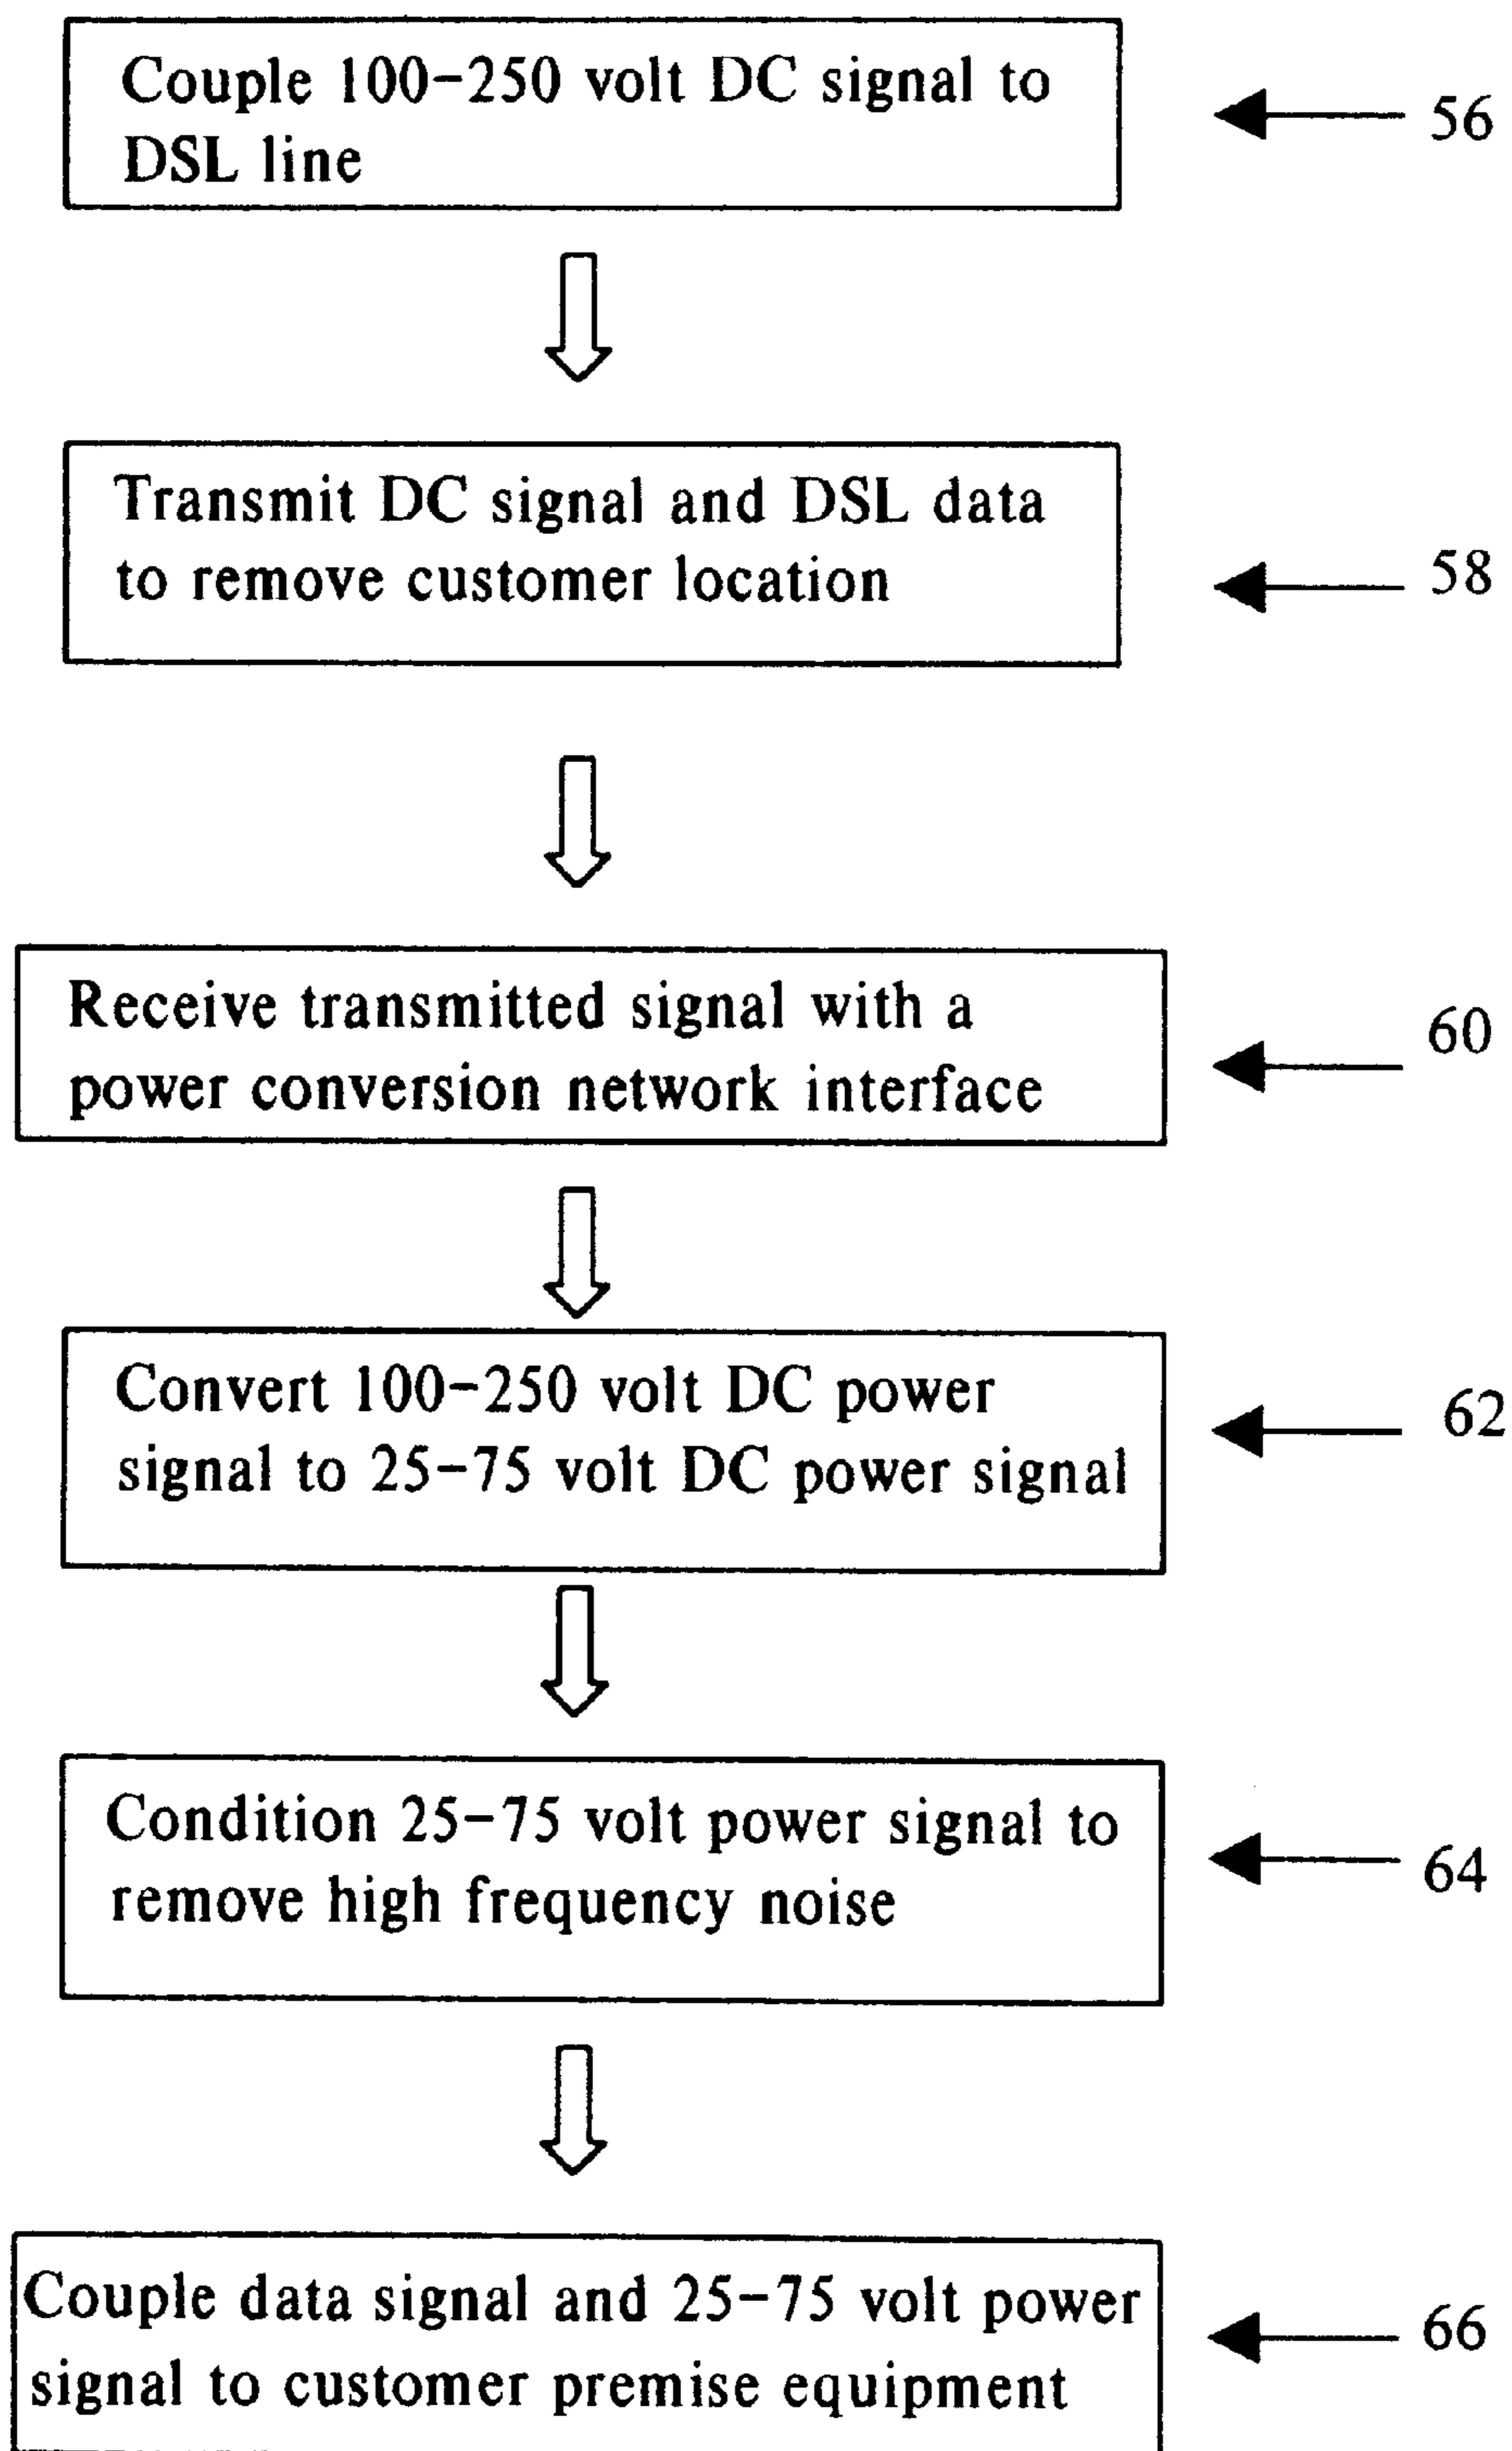 Couple 100-250 volt DC signal to
DSL line
56
Transmit DC signal and DSL data
to remove customer location
58
Receive transmitted signal with a
power conversion network interface
60
Convert 100-250 volt DC power
signal to 25-75 volt DC power signal
62
Condition 25-75 volt power signal to
remove high frequency noise
64
Couple data signal and 25-75 volt power
signal to customer premise equipment
66